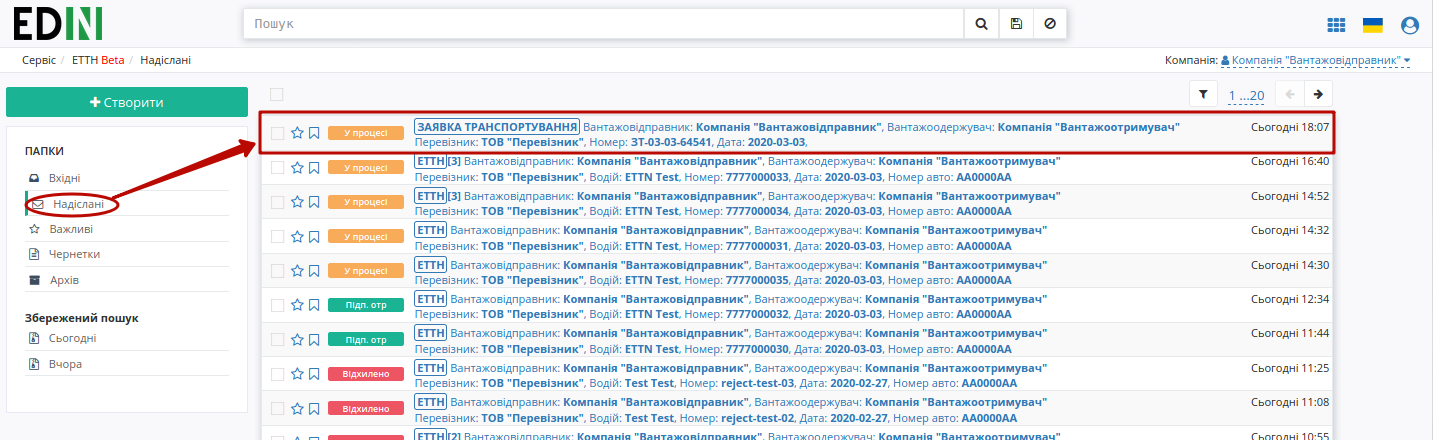 EDIN
Пошук
Сервіс / ЕТТН Beta / Надіслані
Компанія: Компанія "Вантажовідправник"
Створити
1 ...20
ПАПКИ
Вхідні
Надіслані
Важливі
Чернетки
Архів
Збережений пошук
Сьогодні
Вчора
У процесі ЗАЯВКА ТРАНСПОРТУВАННЯ Вантажовідправник: Компанія "Вантажовідправник", Вантажоодержувач: Компанія "Вантажоотримувач" Сьогодні 18:07
Перевізник: ТОВ "Перевізник", Номер: ЗТ-03-03-64541, Дата: 2020-03-03,
У процесі ЕТТН [3] Вантажовідправник: Компанія "Вантажовідправник", Вантажоодержувач: Компанія "Вантажоотримувач" Сьогодні 16:40
Перевізник: ТОВ "Перевізник", Водій: ETTN Test, Номер: 7777000033, Дата: 2020-03-03, Номер авто: AA0000AA
У процесі ЕТТН [3] Вантажовідправник: Компанія "Вантажовідправник", Вантажоодержувач: Компанія "Вантажоотримувач" Сьогодні 14:52
Перевізник: ТОВ "Перевізник", Водій: ETTN Test, Номер: 7777000034, Дата: 2020-03-03, Номер авто: AA0000AA
У процесі ЕТТН Вантажовідправник: Компанія "Вантажовідправник", Вантажоодержувач: Компанія "Вантажоотримувач" Сьогодні 14:32
Перевізник: ТОВ "Перевізник", Водій: ETTN Test, Номер: 7777000031, Дата: 2020-03-03, Номер авто: AA0000AA
У процесі ЕТТН Вантажовідправник: Компанія "Вантажовідправник", Вантажоодержувач: Компанія "Вантажоотримувач" Сьогодні 14:30
Перевізник: ТОВ "Перевізник", Водій: ETTN Test, Номер: 7777000035, Дата: 2020-03-03, Номер авто: AA0000AA
Підп. отр ЕТТН Вантажовідправник: Компанія "Вантажовідправник", Вантажоодержувач: Компанія "Вантажоотримувач" Сьогодні 12:34
Перевізник: ТОВ "Перевізник", Водій: ETTN Test, Номер: 7777000032, Дата: 2020-03-03, Номер авто: AA0000AA
Підп. отр ЕТТН Вантажовідправник: Компанія "Вантажовідправник", Вантажоодержувач: Компанія "Вантажоотримувач" Сьогодні 11:44
Перевізник: ТОВ "Перевізник", Водій: ETTN Test, Номер: 7777000030, Дата: 2020-03-03, Номер авто: AA0000AA
Відхилено ЕТТН Вантажовідправник: Компанія "Вантажовідправник", Вантажоодержувач: Компанія "Вантажоотримувач" Сьогодні 11:25
Перевізник: ТОВ "Перевізник", Водій: Test Test, Номер: reject-test-03, Дата: 2020-02-27, Номер авто: AA0000AA
Відхилено ЕТТН Вантажовідправник: Компанія "Вантажовідправник", Вантажоодержувач: Компанія "Вантажоотримувач" Сьогодні 11:08
Перевізник: ТОВ "Перевізник", Водій: Test Test, Номер: reject-test-02, Дата: 2020-02-27, Номер авто: AA0000AA
ЕТТН [2] Вантажовідправник: Компанія "Вантажовідправник", Вантажоодержувач: Компанія "Вантажоотримувач" Сьогодні 10:55